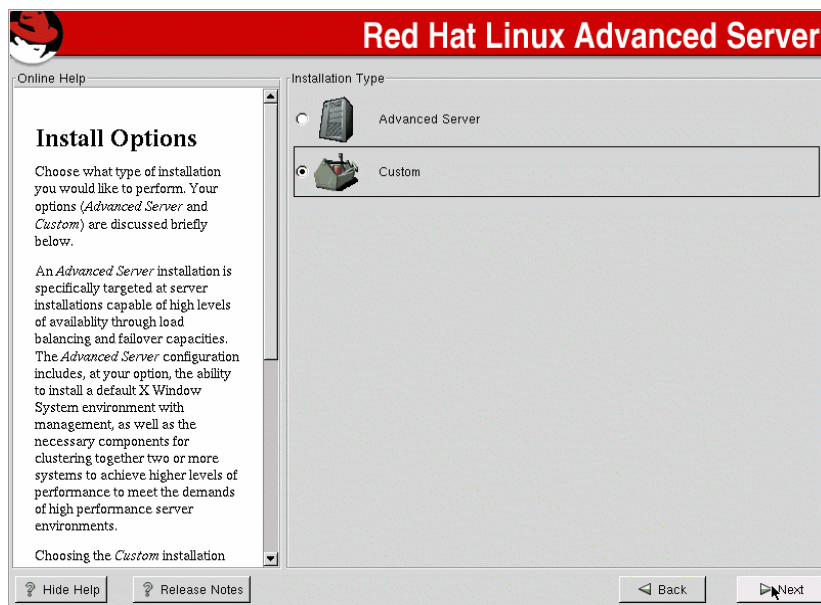 Red Hat Linux Advanced Server
Online Help
Install Options
Choose what type of installation
you would like to perform. Your
options (Advanced Server and
Custom) are discussed briefly
below.
An Advanced Server installation is
specifically targeted at server
installations capable of high levels
of availablity through load
balancing and failover capacities.
The Advanced Server configuration
includes, at your option, the ability
to install a default X Window
System environment with
management, as well as the
necessary components for
clustering together two or more
systems to achieve higher levels of
performance to meet the demands
of high performance server
environments.
Choosing the Custom installation
Installation Type
Advanced Server
Custom
Hide Help
Release Notes
Back
Next